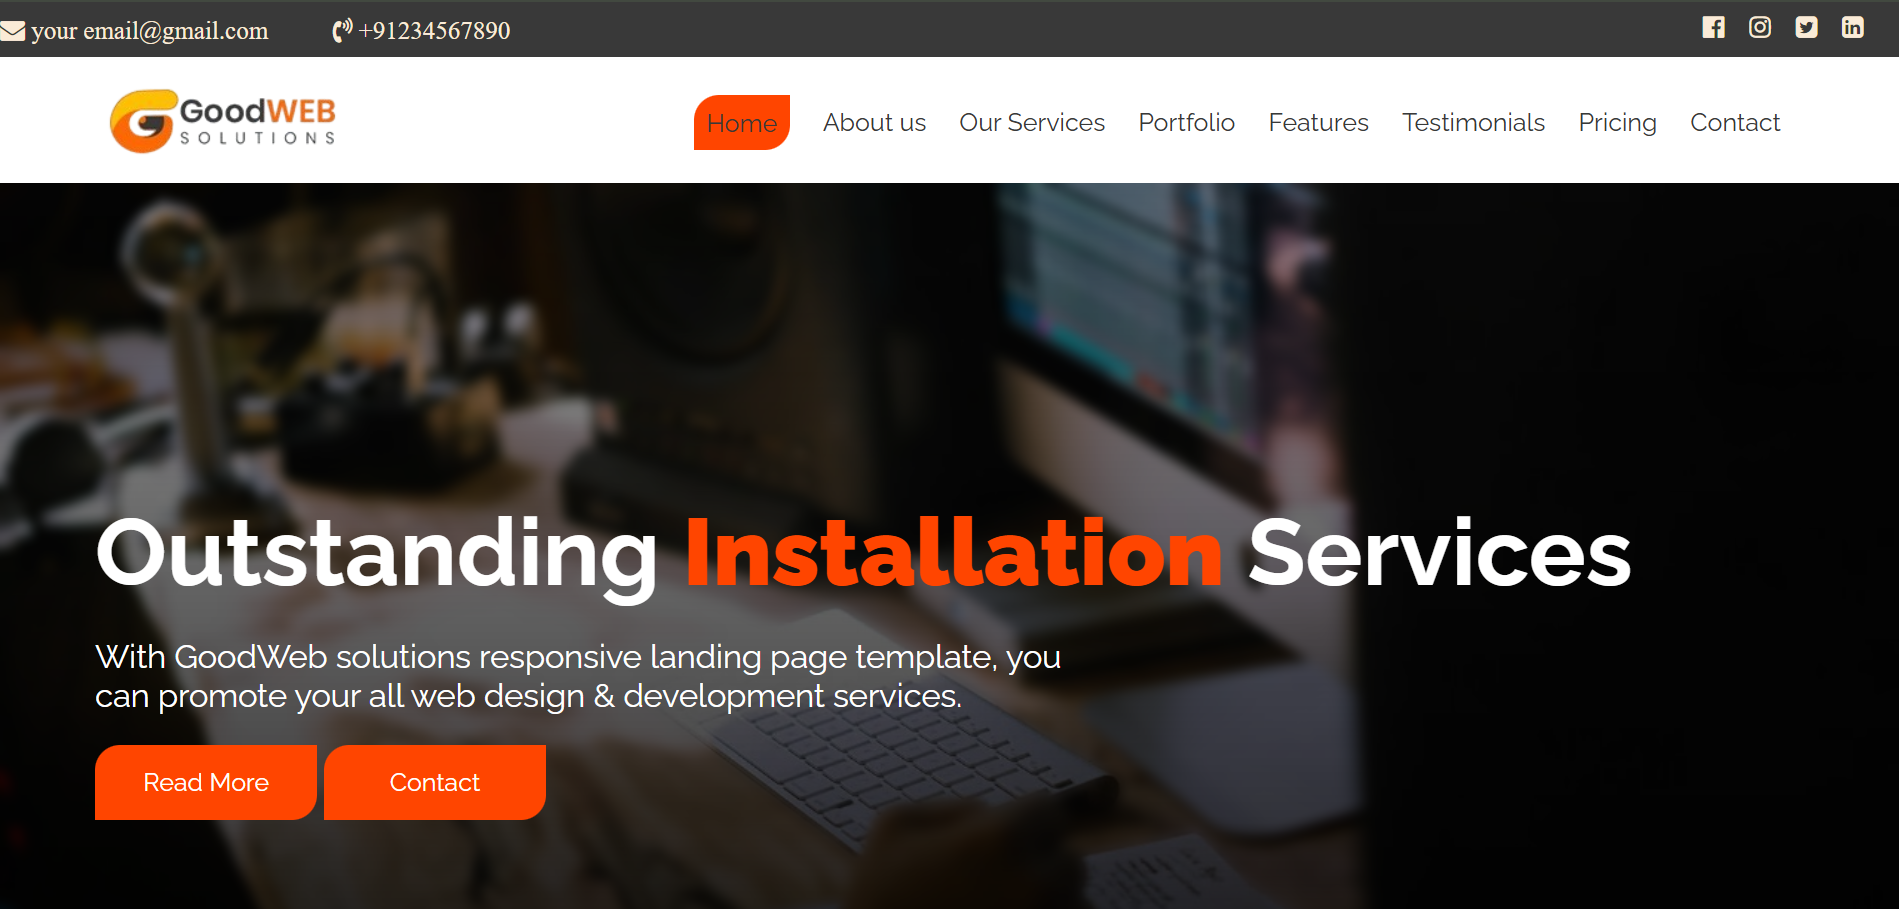 your email@gmail.com +91234567890
GoodWEB
SOLUTIONS
Home About us Our Services Portfolio Features Testimonials Pricing Contact
Outstanding Installation Services
With GoodWeb solutions responsive landing page template, you
can promote your all web design & development services.
Read More Contact